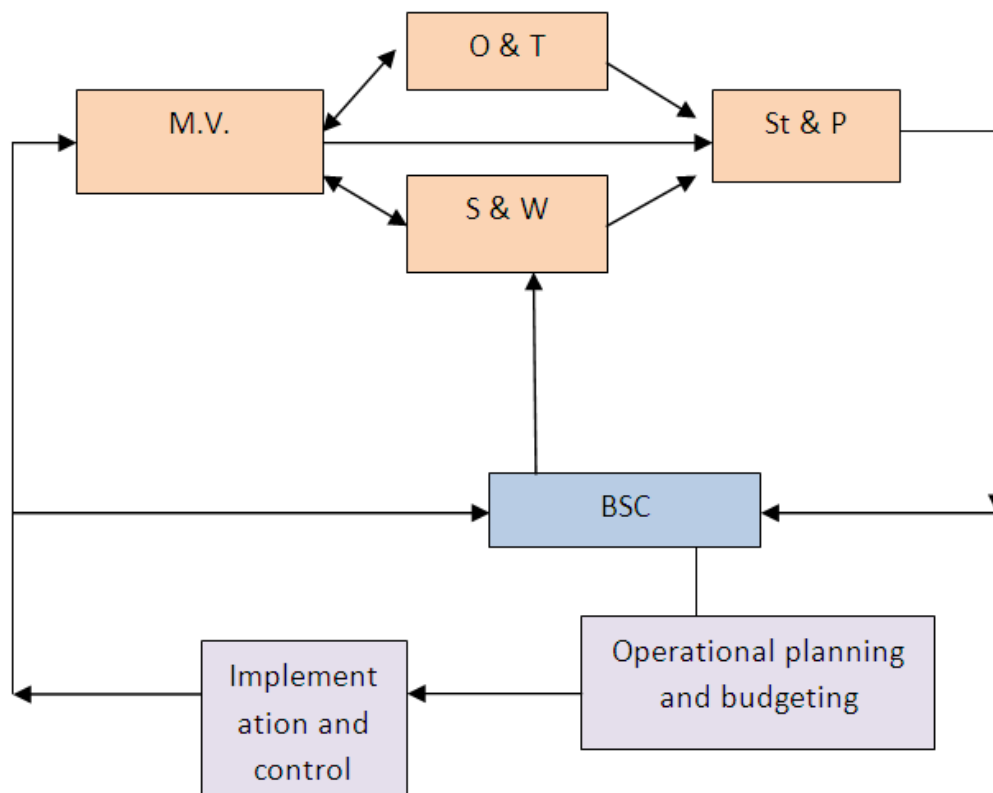 O & T
M.V.
St & P
S & W
BSC
Operational planning
and budgeting
Implement
ation and
control